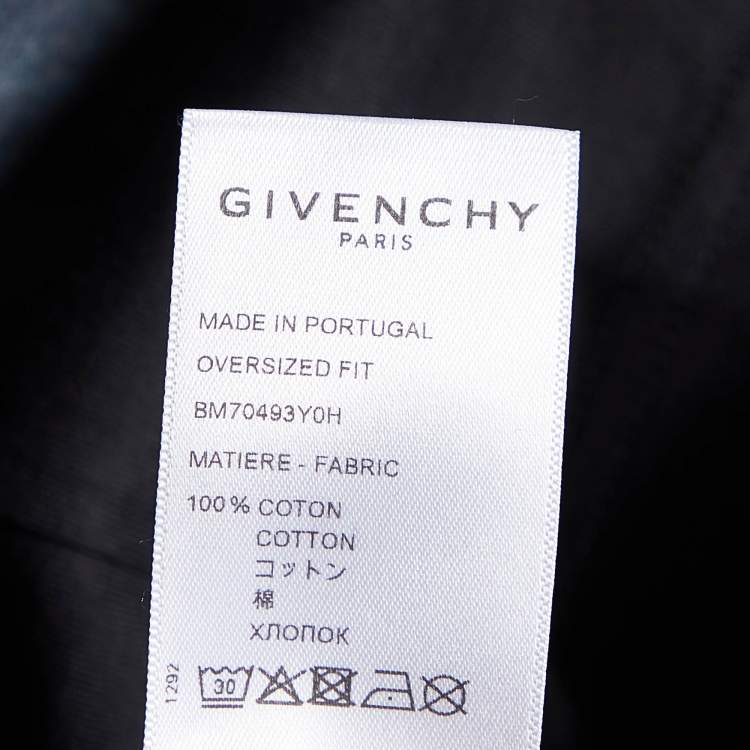 GIVENCHY
PARIS
MADE IN PORTUGAL
OVERSIZED FIT
BM70493Y0H
MATIERE - FABRIC
100% COTON
COTTON
コットン
棉
ХЛОПОК
30
1292